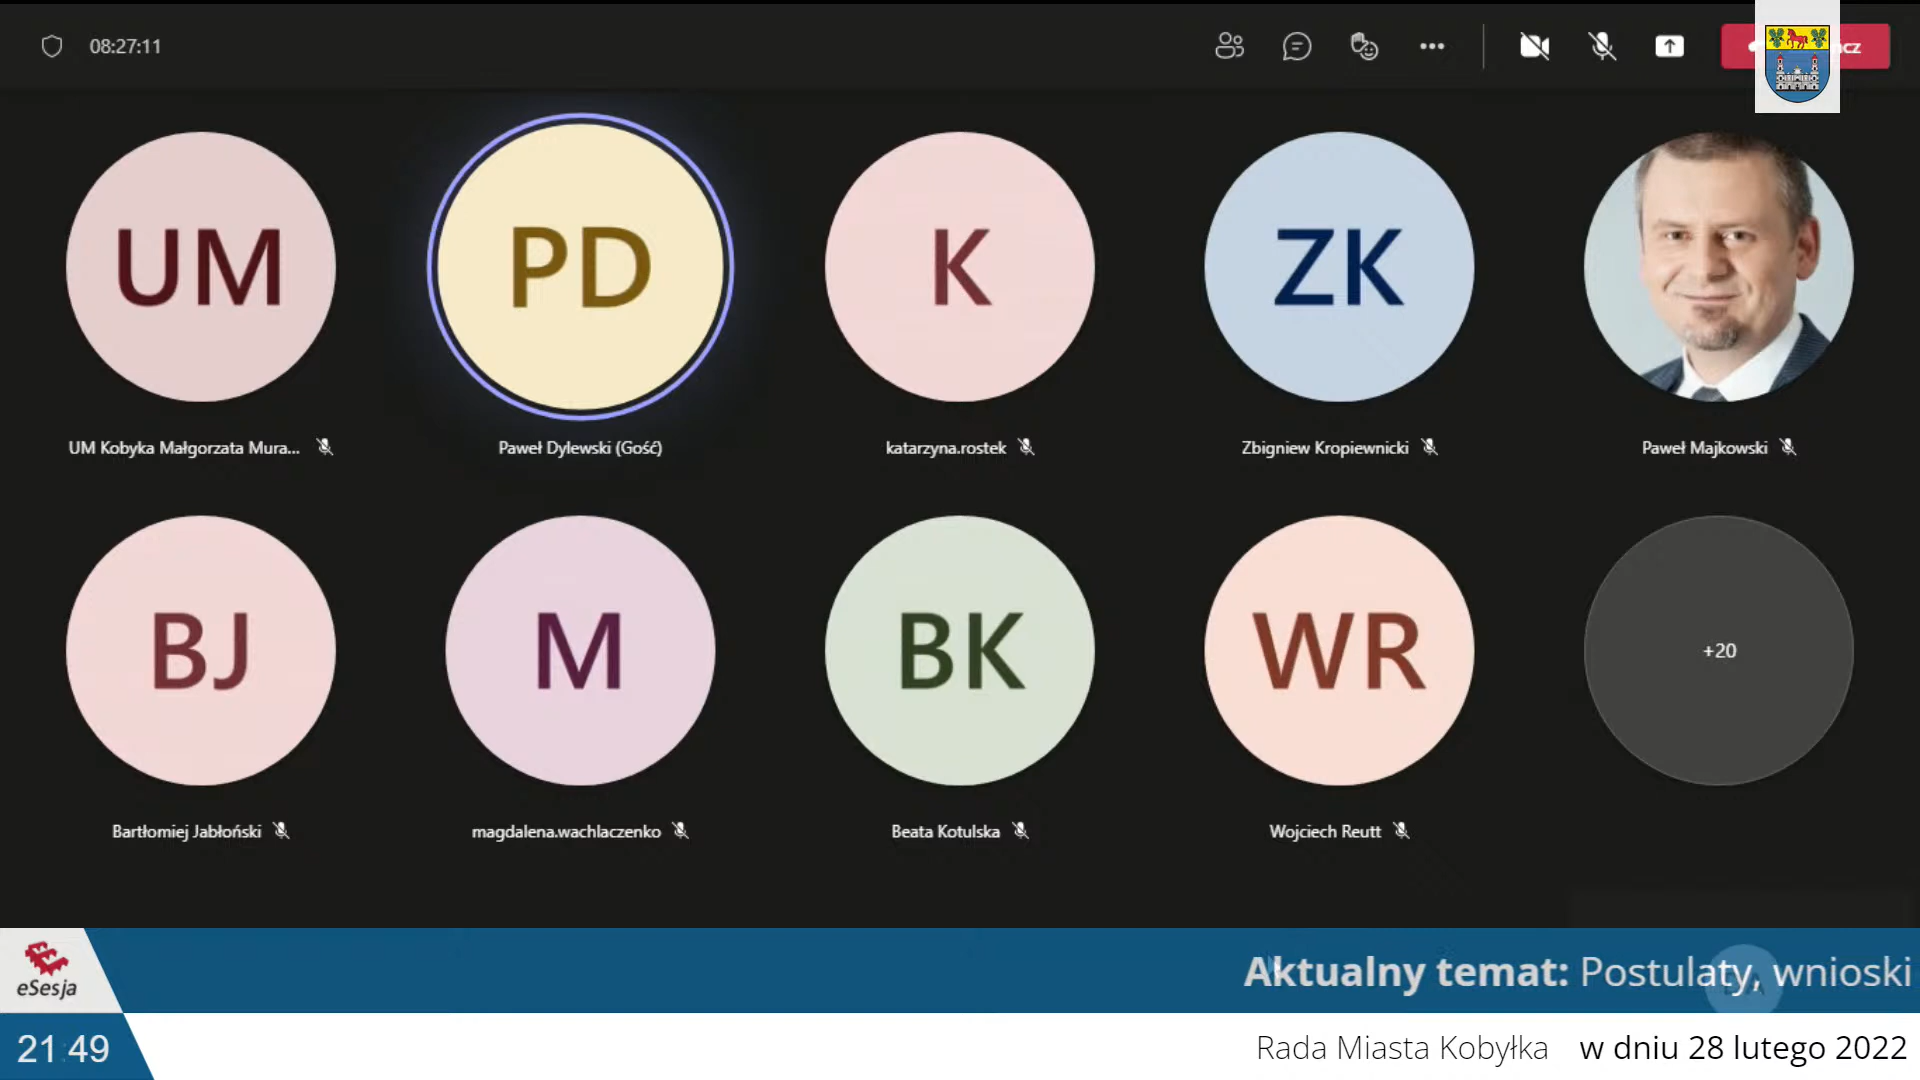 08:27:11
cz
UM
PD
K
ZK
UM Kobyka Małgorzata Mura...
Paweł Dylewski (Gość)
katarzyna.rostek
Zbigniew Kropiewnicki
Paweł Majkowski
BJ
M
BK
WR
+20
Bartłomiej Jabłoński
magdalena.wachlaczenko
Beata Kotulska
Wojciech Reutt
eSesja
Aktualny temat: Postulaty, wnioski
21:49
Rada Miasta Kobyłka w dniu 28 lutego 2022